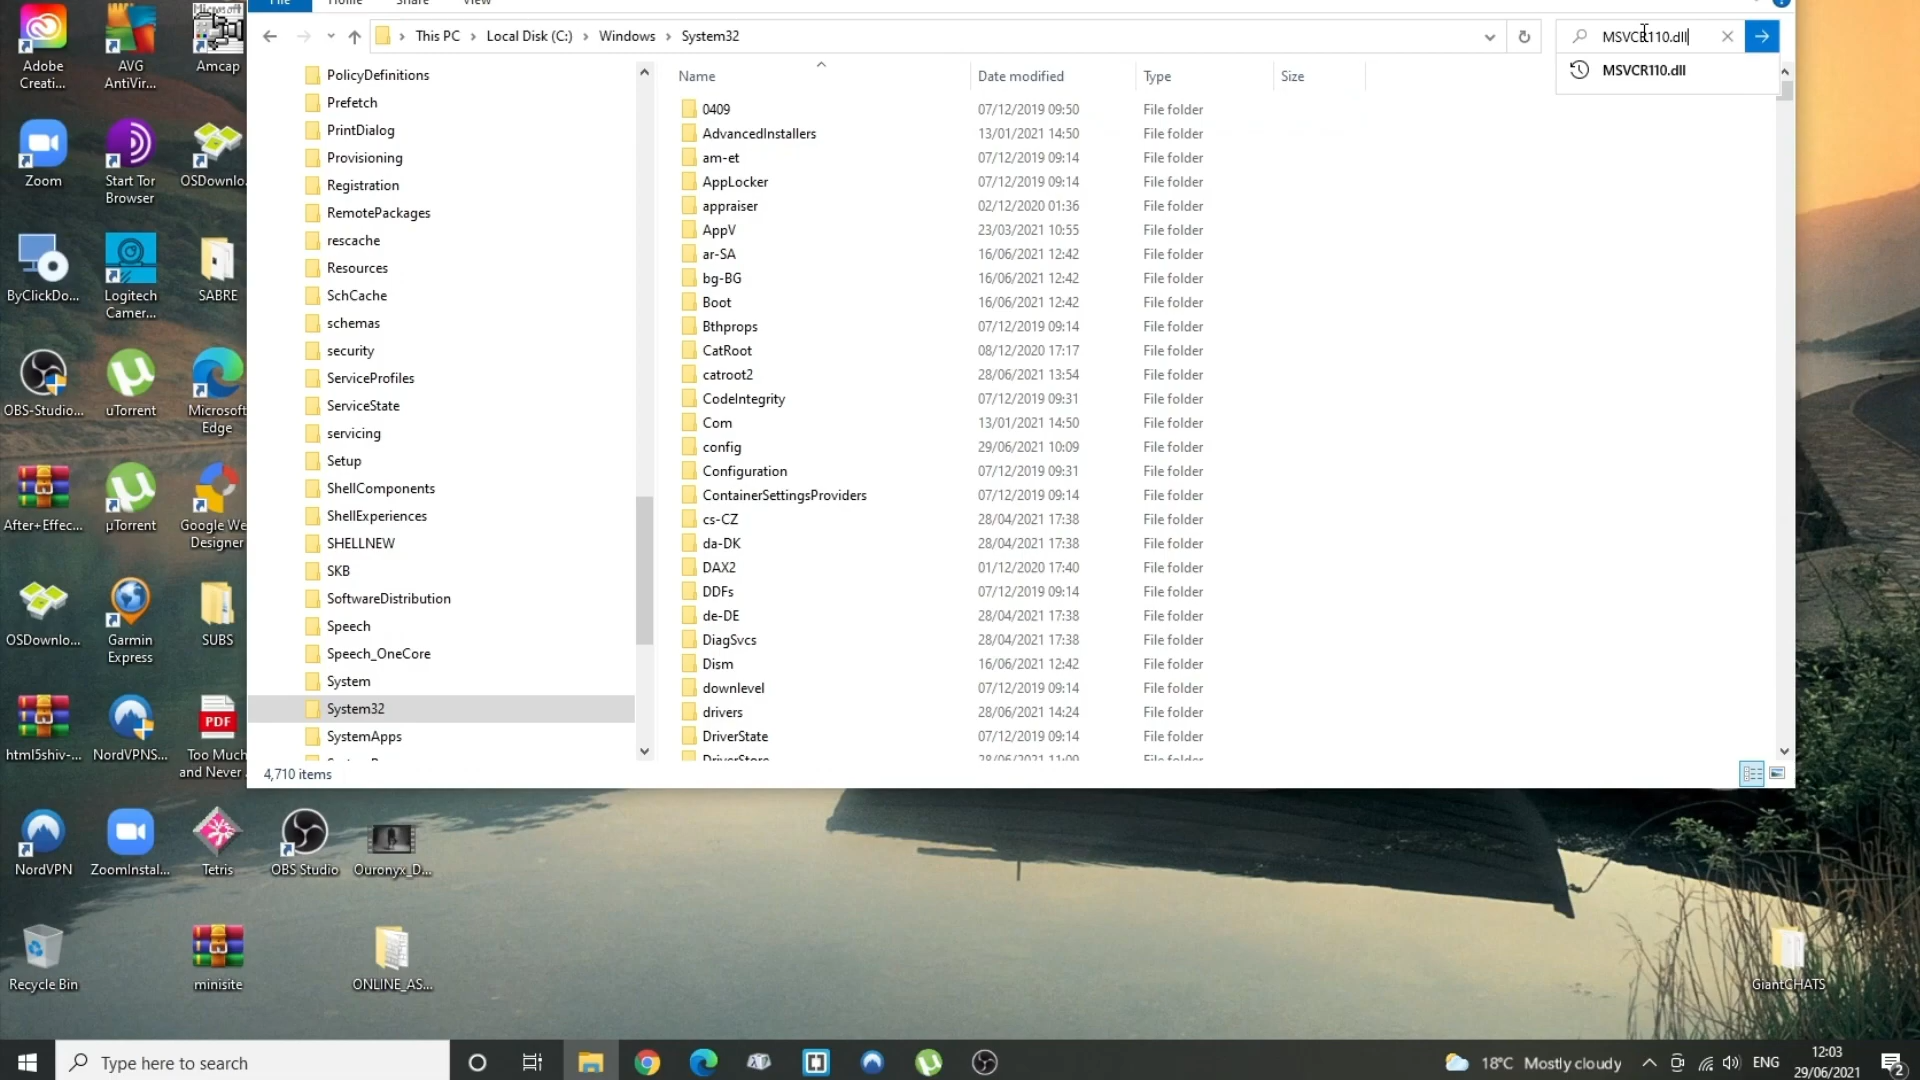 File
Home
Share
View
This PC
Local Disk (C:)
Windows
System32
MSVCR110.dll
MSVCR110.dll
Name
Date modified
Type
Size
PolicyDefinitions
Prefetch
PrintDialog
Provisioning
Registration
RemotePackages
rescache
Resources
SchCache
schemas
security
ServiceProfiles
ServiceState
servicing
Setup
ShellComponents
ShellExperiences
SHELLNEW
SKB
SoftwareDistribution
Speech
Speech_OneCore
System
System32
SystemApps
0409 07/12/2019 09:50 File folder
AdvancedInstallers 13/01/2021 14:50 File folder
am-et 07/12/2019 09:14 File folder
AppLocker 07/12/2019 09:14 File folder
appraiser 02/12/2020 01:36 File folder
AppV 23/03/2021 10:55 File folder
ar-SA 16/06/2021 12:42 File folder
bg-BG 16/06/2021 12:42 File folder
Boot 16/06/2021 12:42 File folder
Bthprops 07/12/2019 09:14 File folder
CatRoot 08/12/2020 17:17 File folder
catroot2 28/06/2021 13:54 File folder
CodeIntegrity 07/12/2019 09:31 File folder
Com 13/01/2021 14:50 File folder
config 29/06/2021 10:09 File folder
Configuration 07/12/2019 09:31 File folder
ContainerSettingsProviders 07/12/2019 09:14 File folder
cs-CZ 28/04/2021 17:38 File folder
da-DK 28/04/2021 17:38 File folder
DAX2 01/12/2020 17:40 File folder
DDFs 07/12/2019 09:14 File folder
de-DE 28/04/2021 17:38 File folder
DiagSvcs 28/04/2021 17:38 File folder
Dism 16/06/2021 12:42 File folder
downlevel 07/12/2019 09:14 File folder
drivers 28/06/2021 14:24 File folder
DriverState 07/12/2019 09:14 File folder
DriverStore 28/06/2021 11:09 File folder
4,710 items
Adobe
Creati...
AVG
AntiVir...
Microsoft
Amcap
Zoom
Start Tor
Browser
OSDownlo...
ByClickDo...
Logitech
Camer...
SABRE
OBS-Studio...
uTorrent
Microsoft
Edge
After+Effec...
µTorrent
Google We
Designer
OSDownlo...
Garmin
Express
SUBS
html5shiv-...
NordVPNS...
PDF
Too Much
and Never
NordVPN
ZoomInstal...
Tetris
OBS Studio
Ouronyx_D...
Recycle Bin
minisite
ONLINE_AS...
GiantCHATS
Type here to search
18°C Mostly cloudy
ENG
12:03
29/06/2021
2